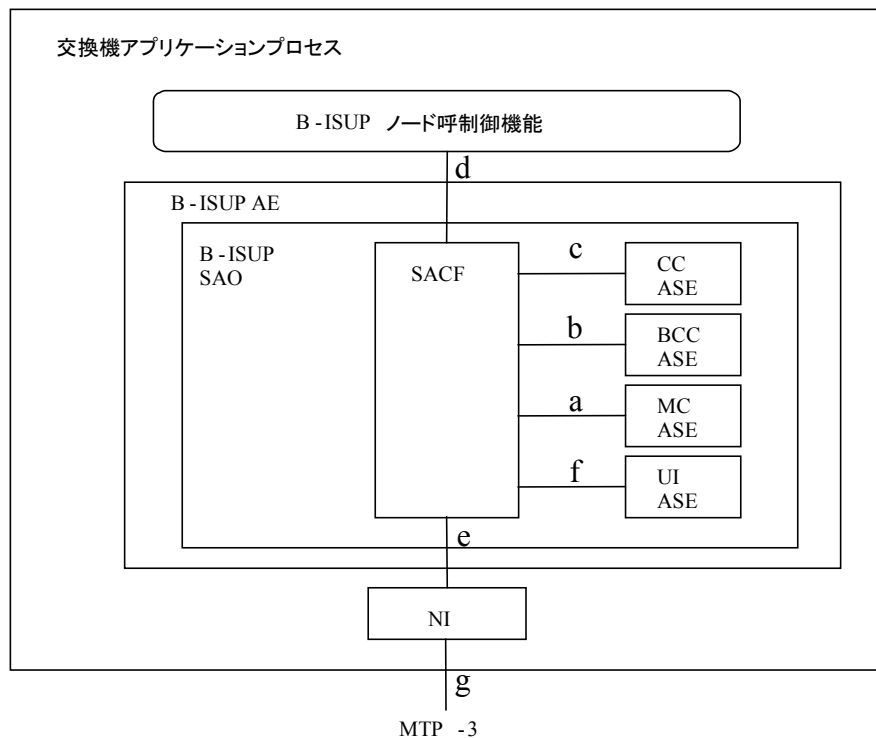 交換機アプリケーションプロセス
B-ISUP ノード呼制御機能
d
B-ISUP AE
B-ISUP
SAO
SACF
c
CC
ASE
b
BCC
ASE
a
MC
ASE
f
UI
ASE
e
NI
g
MTP -3